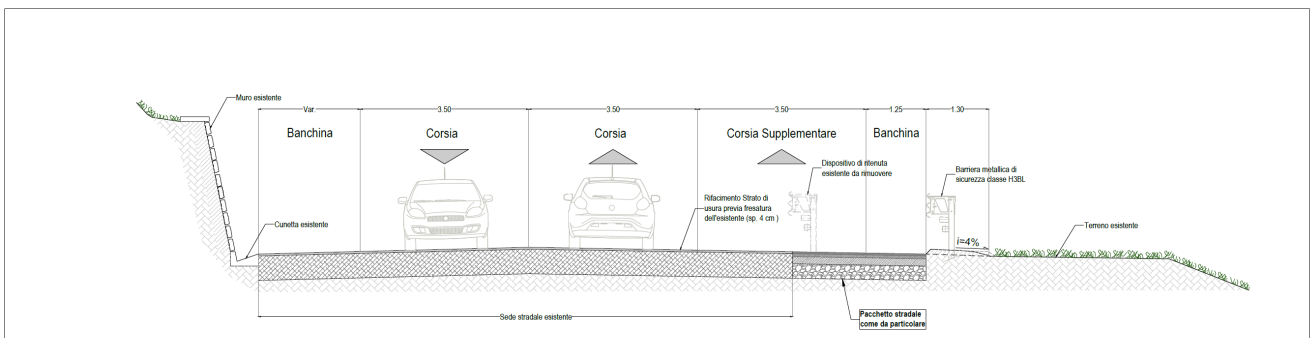 Muro esistente
Var.
3.50
3.50
3.50
1.25
1.30
Banchina
Corsia
Corsia
Corsia Supplementare
Banchina
Dispositivo di ritenuta
esistente da rimuovere
Barriera metallica di
sicurezza classe H3BL
Rifacimento Strato di
usura previa fresatura
dell'esistente (sp. 4 cm )
Cunetta esistente
Terreno esistente
i=4%
Sede stradale esistente
Pacchetto stradale
come da particolare